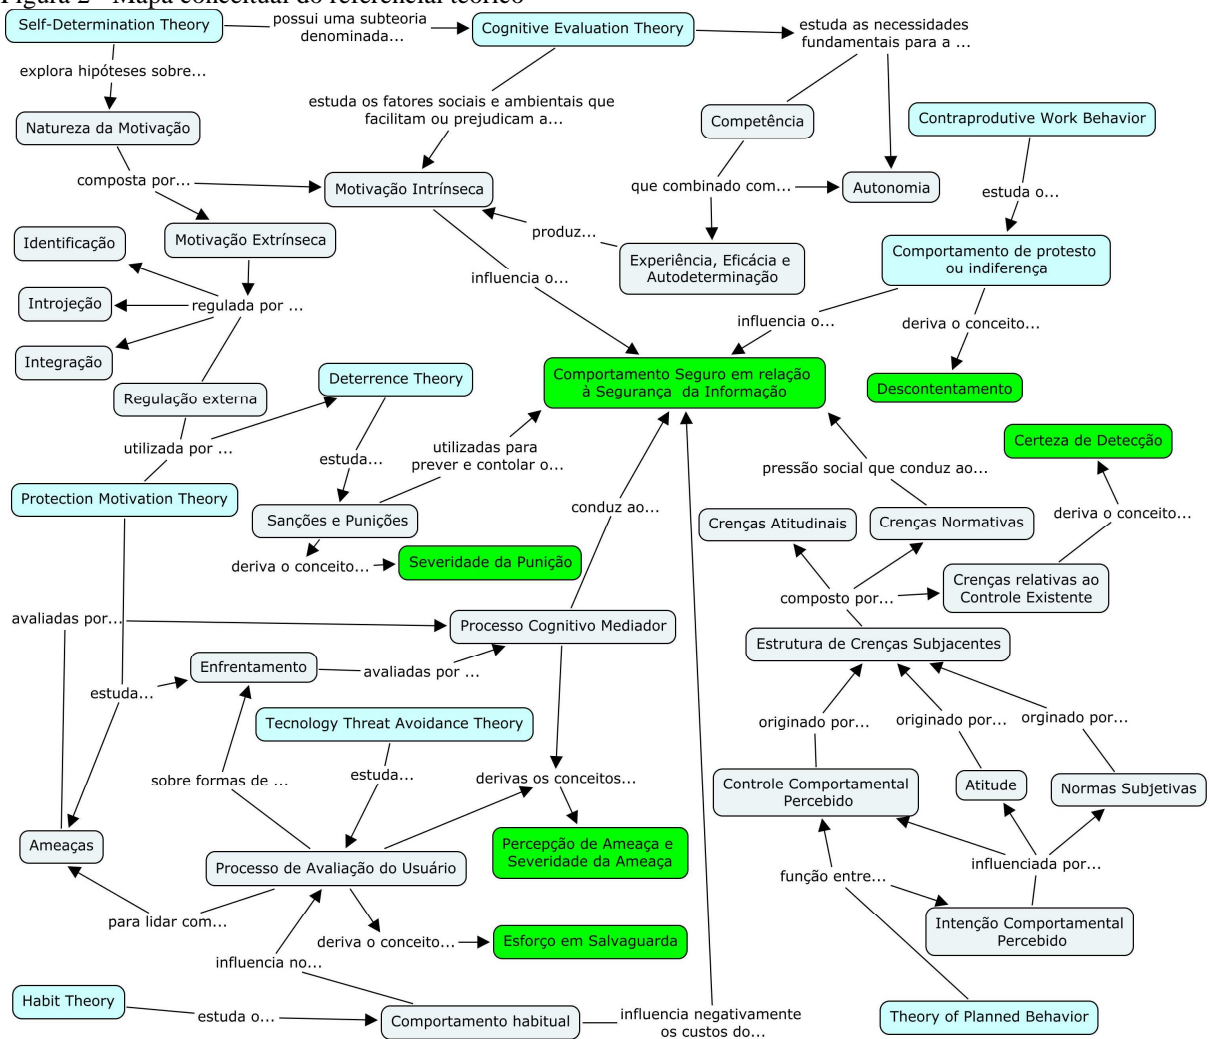 Figura 2 - Mapa conceitual do referencial teórico
Self-Determination Theory
possui uma subteoria
denominada...
Cognitive Evaluation Theory
estuda as necessidades
fundamentais para a ...
explora hipóteses sobre...
estuda os fatores sociais e ambientais que
facilitam ou prejudicam a...
Natureza da Motivação
Competência
Contraprodutive Work Behavior
composta por...
Motivação Intrínseca
que combinado com...
Autonomia
estuda o...
Identificação
Motivação Extrínseca
produz...
Experiência, Eficácia e
Autodeterminação
Comportamento de protesto
ou indiferença
influencia o...
Introjeção
regulada por ...
influencia o...
deriva o conceito...
Integração
Deterrence Theory
Comportamento Seguro em relação
à Segurança da Informação
Descontentamento
Regulação externa
utilizada por ...
estuda...
utilizadas para
prever e contolar o...
pressão social que conduz ao...
Certeza de Detecção
Protection Motivation Theory
Sanções e Punições
conduz ao...
Crenças Atitudinais
Crenças Normativas
deriva o conceito...
deriva o conceito...
Severidade da Punição
Crenças relativas ao
Controle Existente
composto por...
avaliadas por...
Processo Cognitivo Mediador
Estrutura de Crenças Subjacentes
Enfrentamento
avaliadas por ...
estuda...
Tecnology Threat Avoidance Theory
originado por...
originado por...
orginado por...
sobre formas de ...
estuda...
derivas os conceitos...
Controle Comportamental
Percebido
Atitude
Normas Subjetivas
Ameaças
Processo de Avaliação do Usuário
Percepção de Ameaça e
Severidade da Ameaça
influenciada por...
função entre...
para lidar com...
deriva o conceito...
Esforço em Salvaguarda
Intenção Comportamental
Percebido
influencia no...
Habit Theory
estuda o...
Comportamento habitual
influencia negativamente
os custos do...
Theory of Planned Behavior